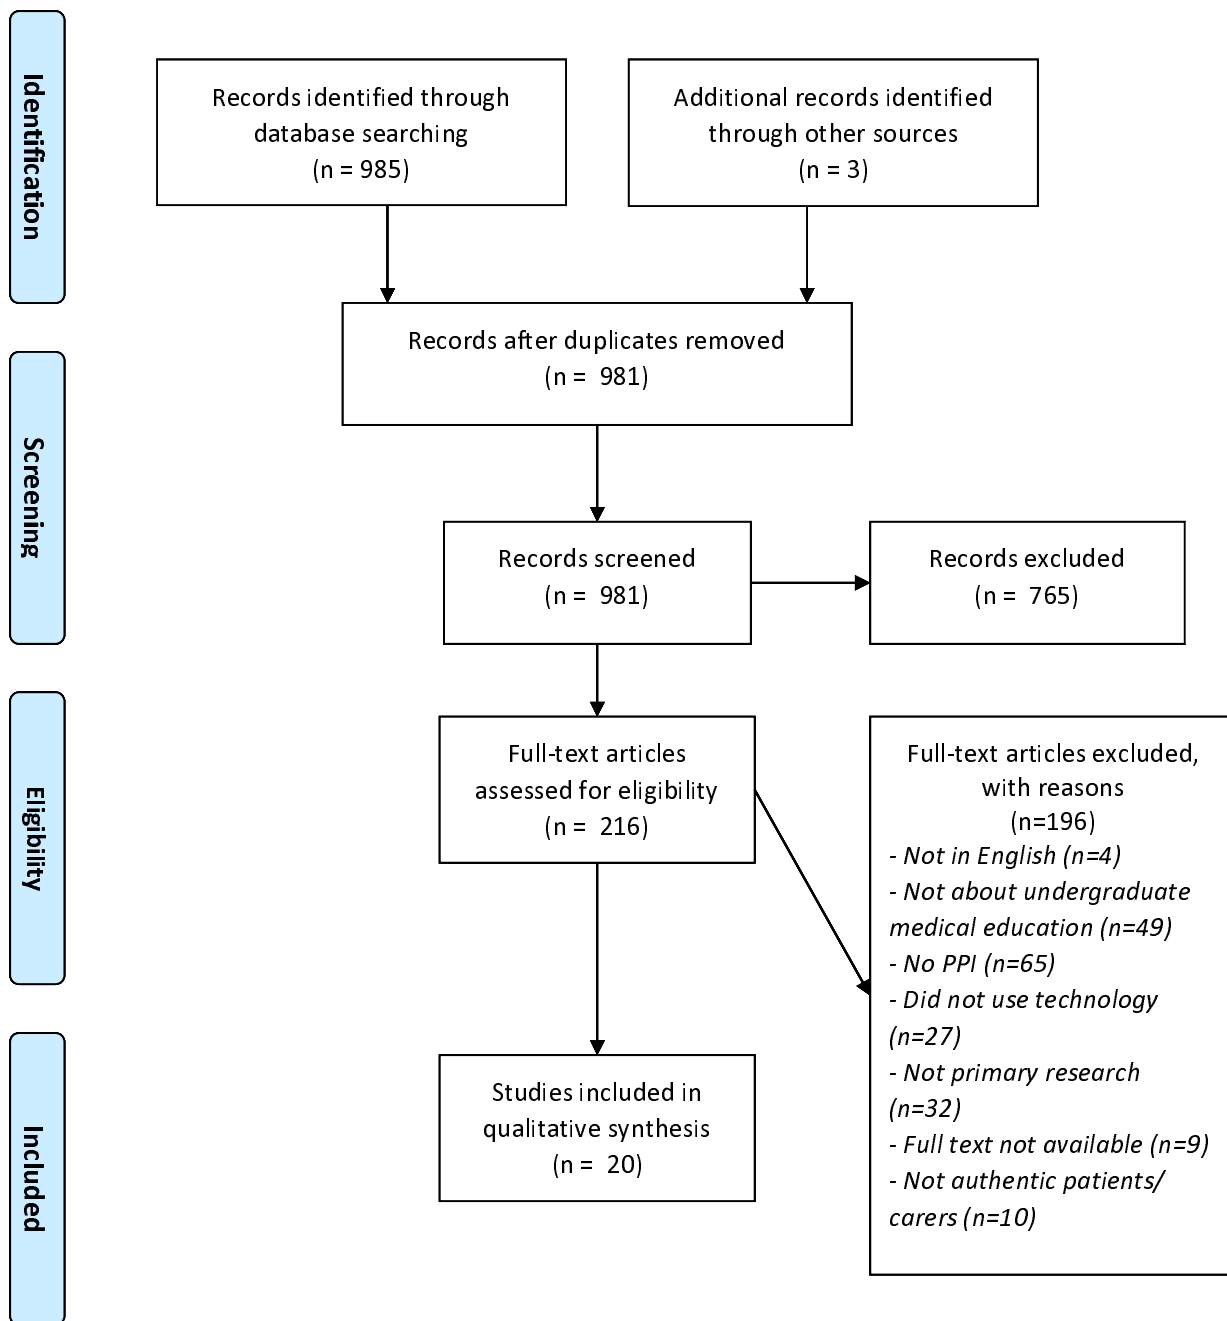 Identification
Records identified through
database searching
(n = 985)
Additional records identified
through other sources
(n = 3)
Records after duplicates removed
(n =  981)
Screening
Records screened
(n =  981)
Records excluded
(n =  765)
Eligibility
Full-text articles
assessed for eligibility
(n =  216)
Full-text articles excluded,
with reasons
(n=196)
- Not in English (n=4)
- Not about undergraduate
medical education (n=49)
- No PPI (n=65)
- Did not use technology
(n=27)
- Not primary research
(n=32)
- Full text not available (n=9)
- Not authentic patients/
carers (n=10)
Included
Studies included in
qualitative synthesis
(n =  20)